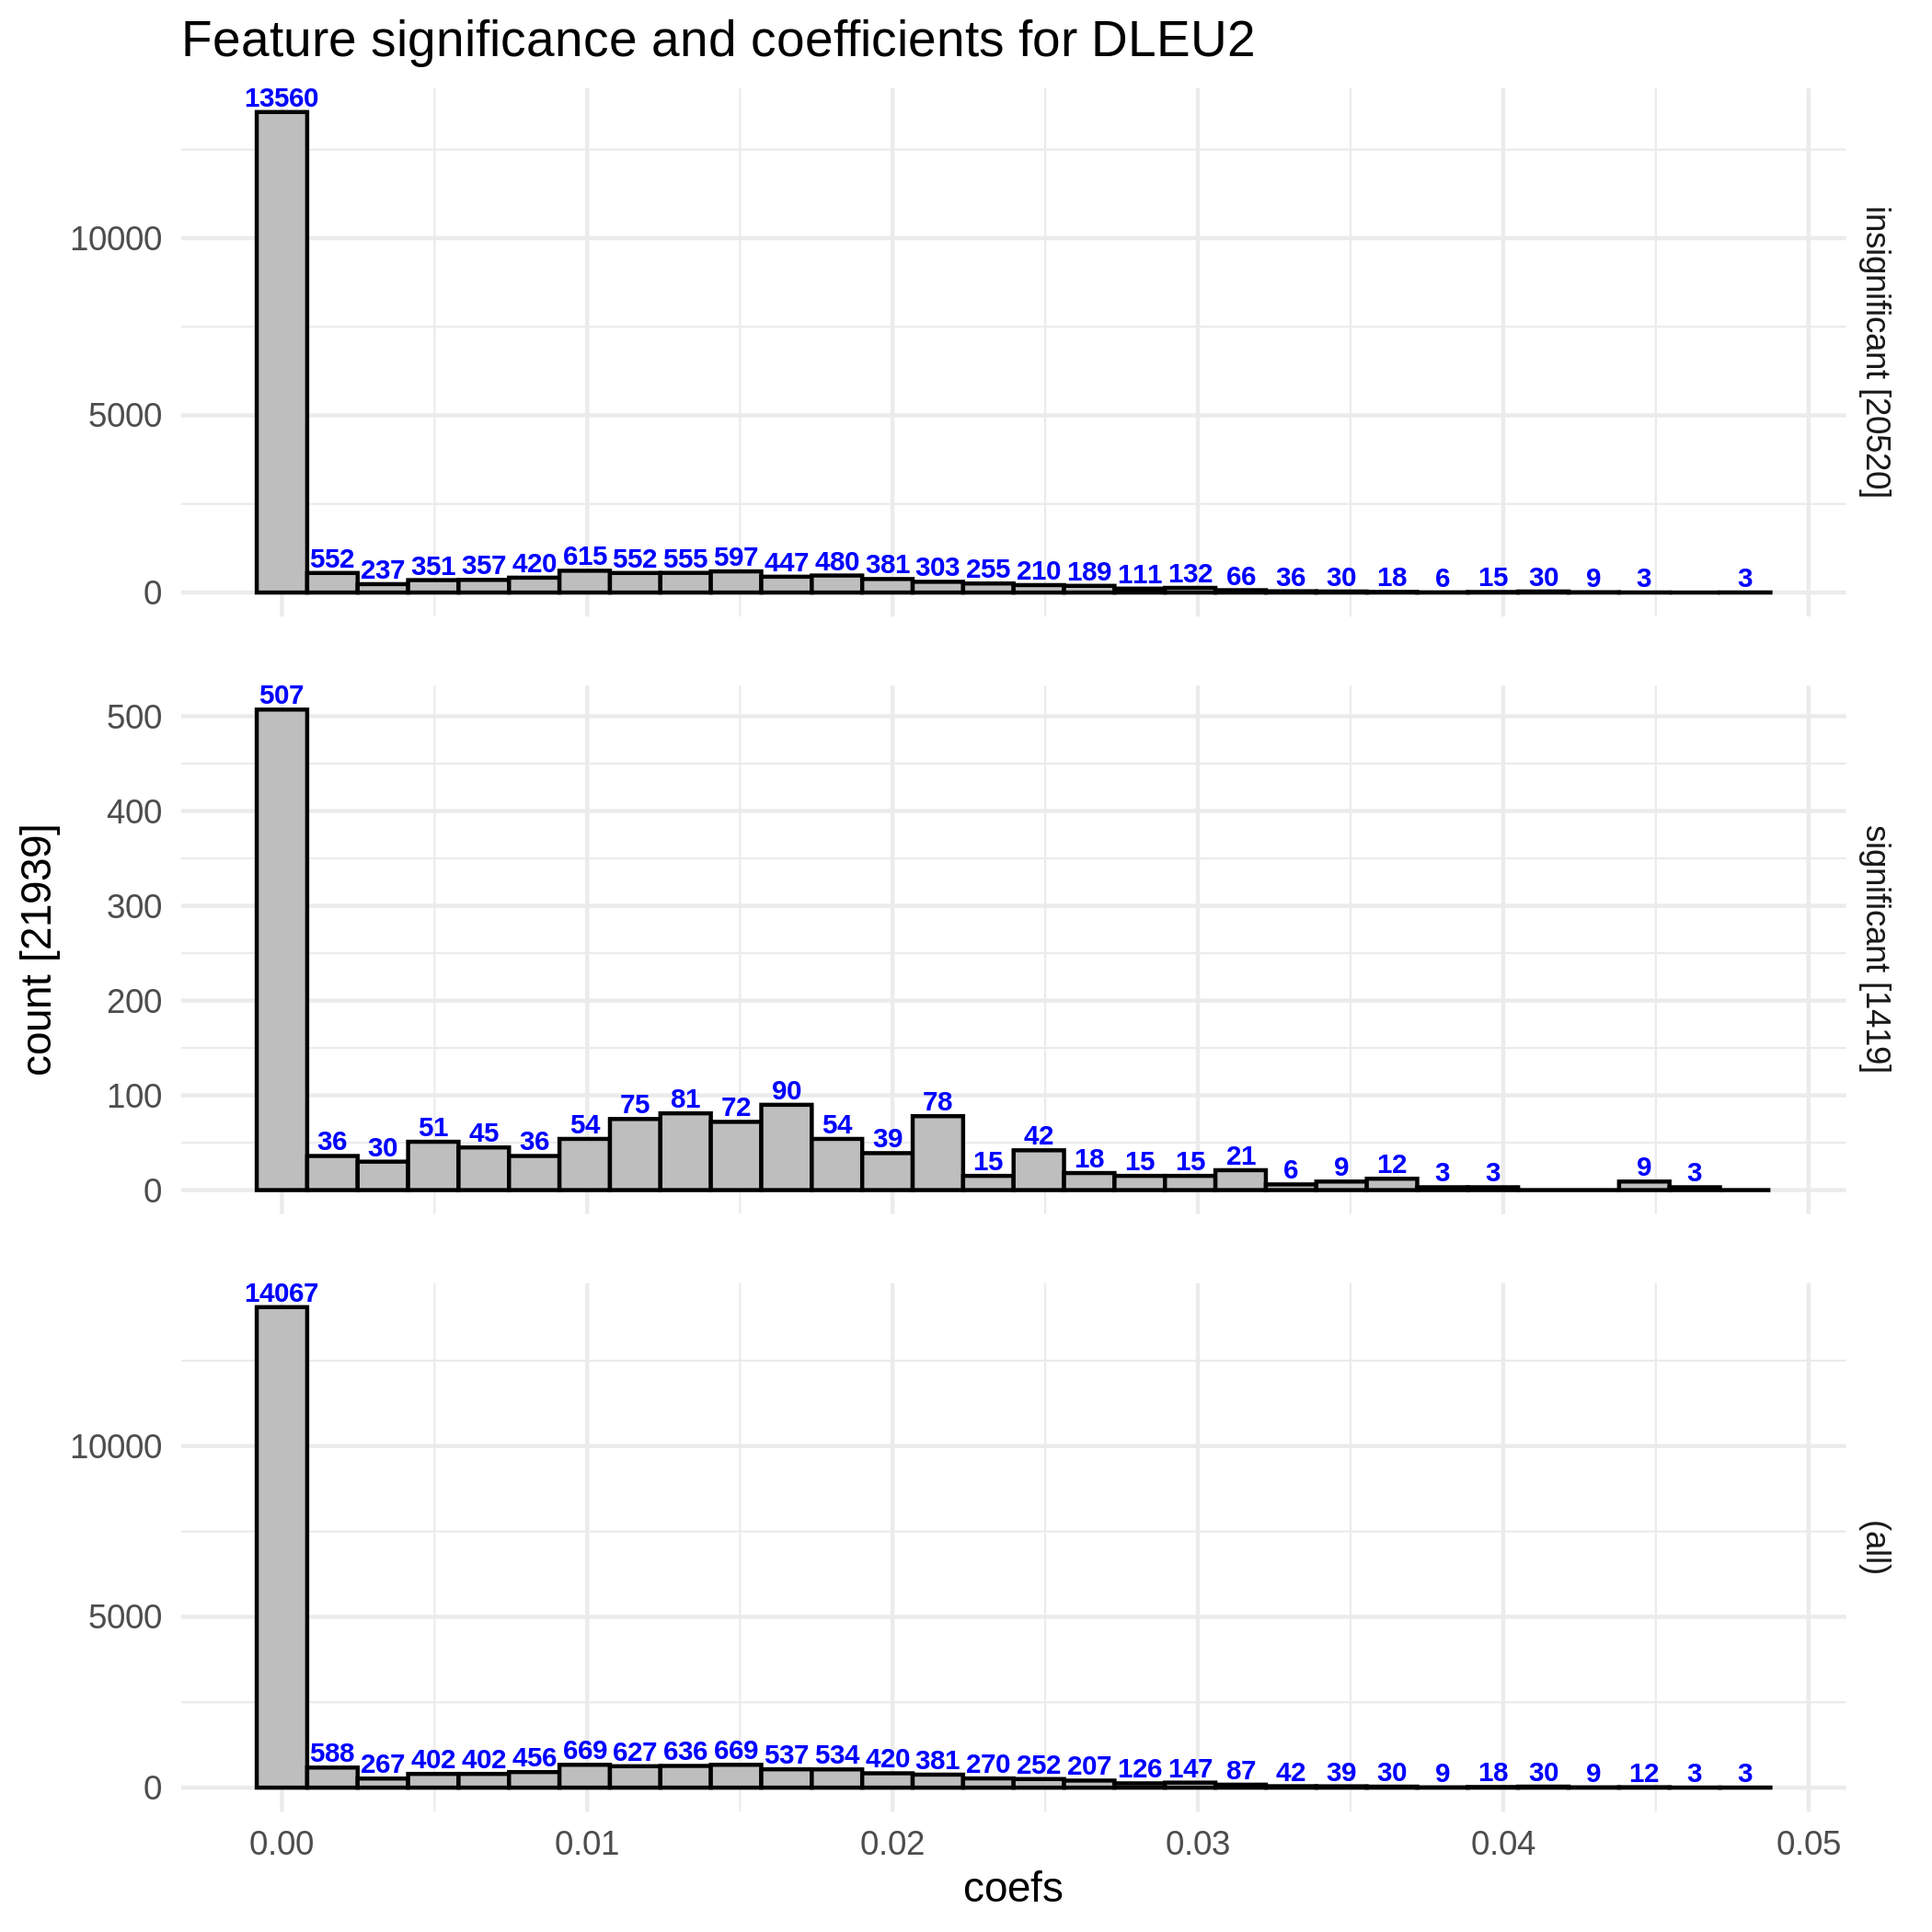 Feature significance and coefficients for DLEU2
count [21939]
insignificant [20520]
10000
5000
0
13560
552 237 351 357 420 615 552 555 597 447 480 381 303 255 210 189 111 132 66 36 30 18 6 15 30 9 3 3
significant [1419]
500
400
300
200
100
0
507
36 30 51 45 36 54 75 81 72 90 54 39 78 15 42 18 15 15 21 6 9 12 3 3 9 3
(all)
10000
5000
0
14067
588 267 402 402 456 669 627 636 669 537 534 420 381 270 252 207 126 147 87 42 39 30 9 18 30 9 12 3 3
0.00 0.01 0.02 0.03 0.04 0.05
coefs